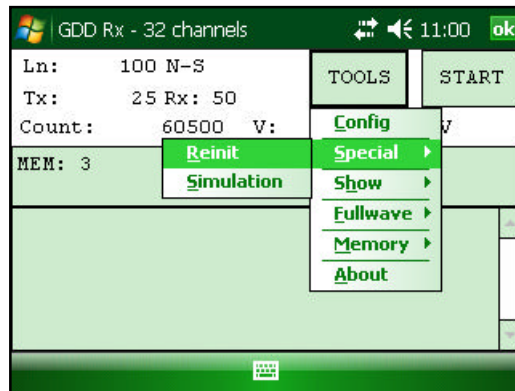 GDD Rx - 32 channels 11:00 ok
Ln: 100 N-S
TOOLS START
Tx: 25 Rx: 50
Count: 60500 V: V
MEM: 3
Config
Special
Show
Fullwave
Memory
About
Reinit
Simulation